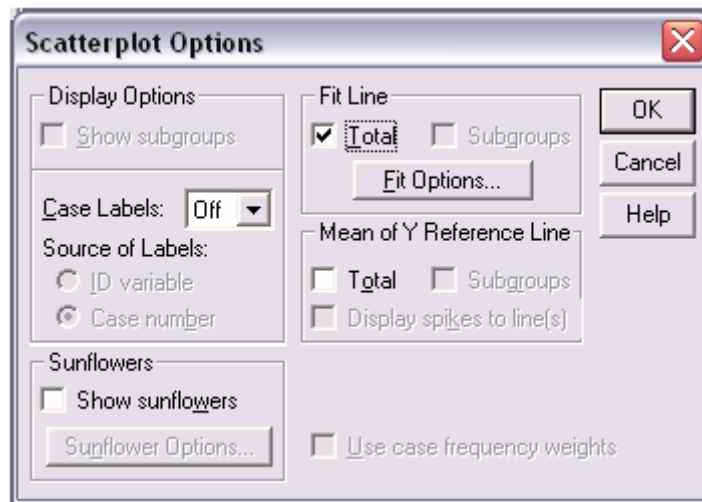 Scatterplot Options
Display Options
Show subgroups
Case Labels: Off
Source of Labels:
ID variable
Case number
Sunflowers
Show sunflowers
Sunflower Options...
Fit Line
Total Subgroups
Fit Options...
Mean of Y Reference Line
Total Subgroups
Display spikes to line(s)
Use case frequency weights
OK
Cancel
Help